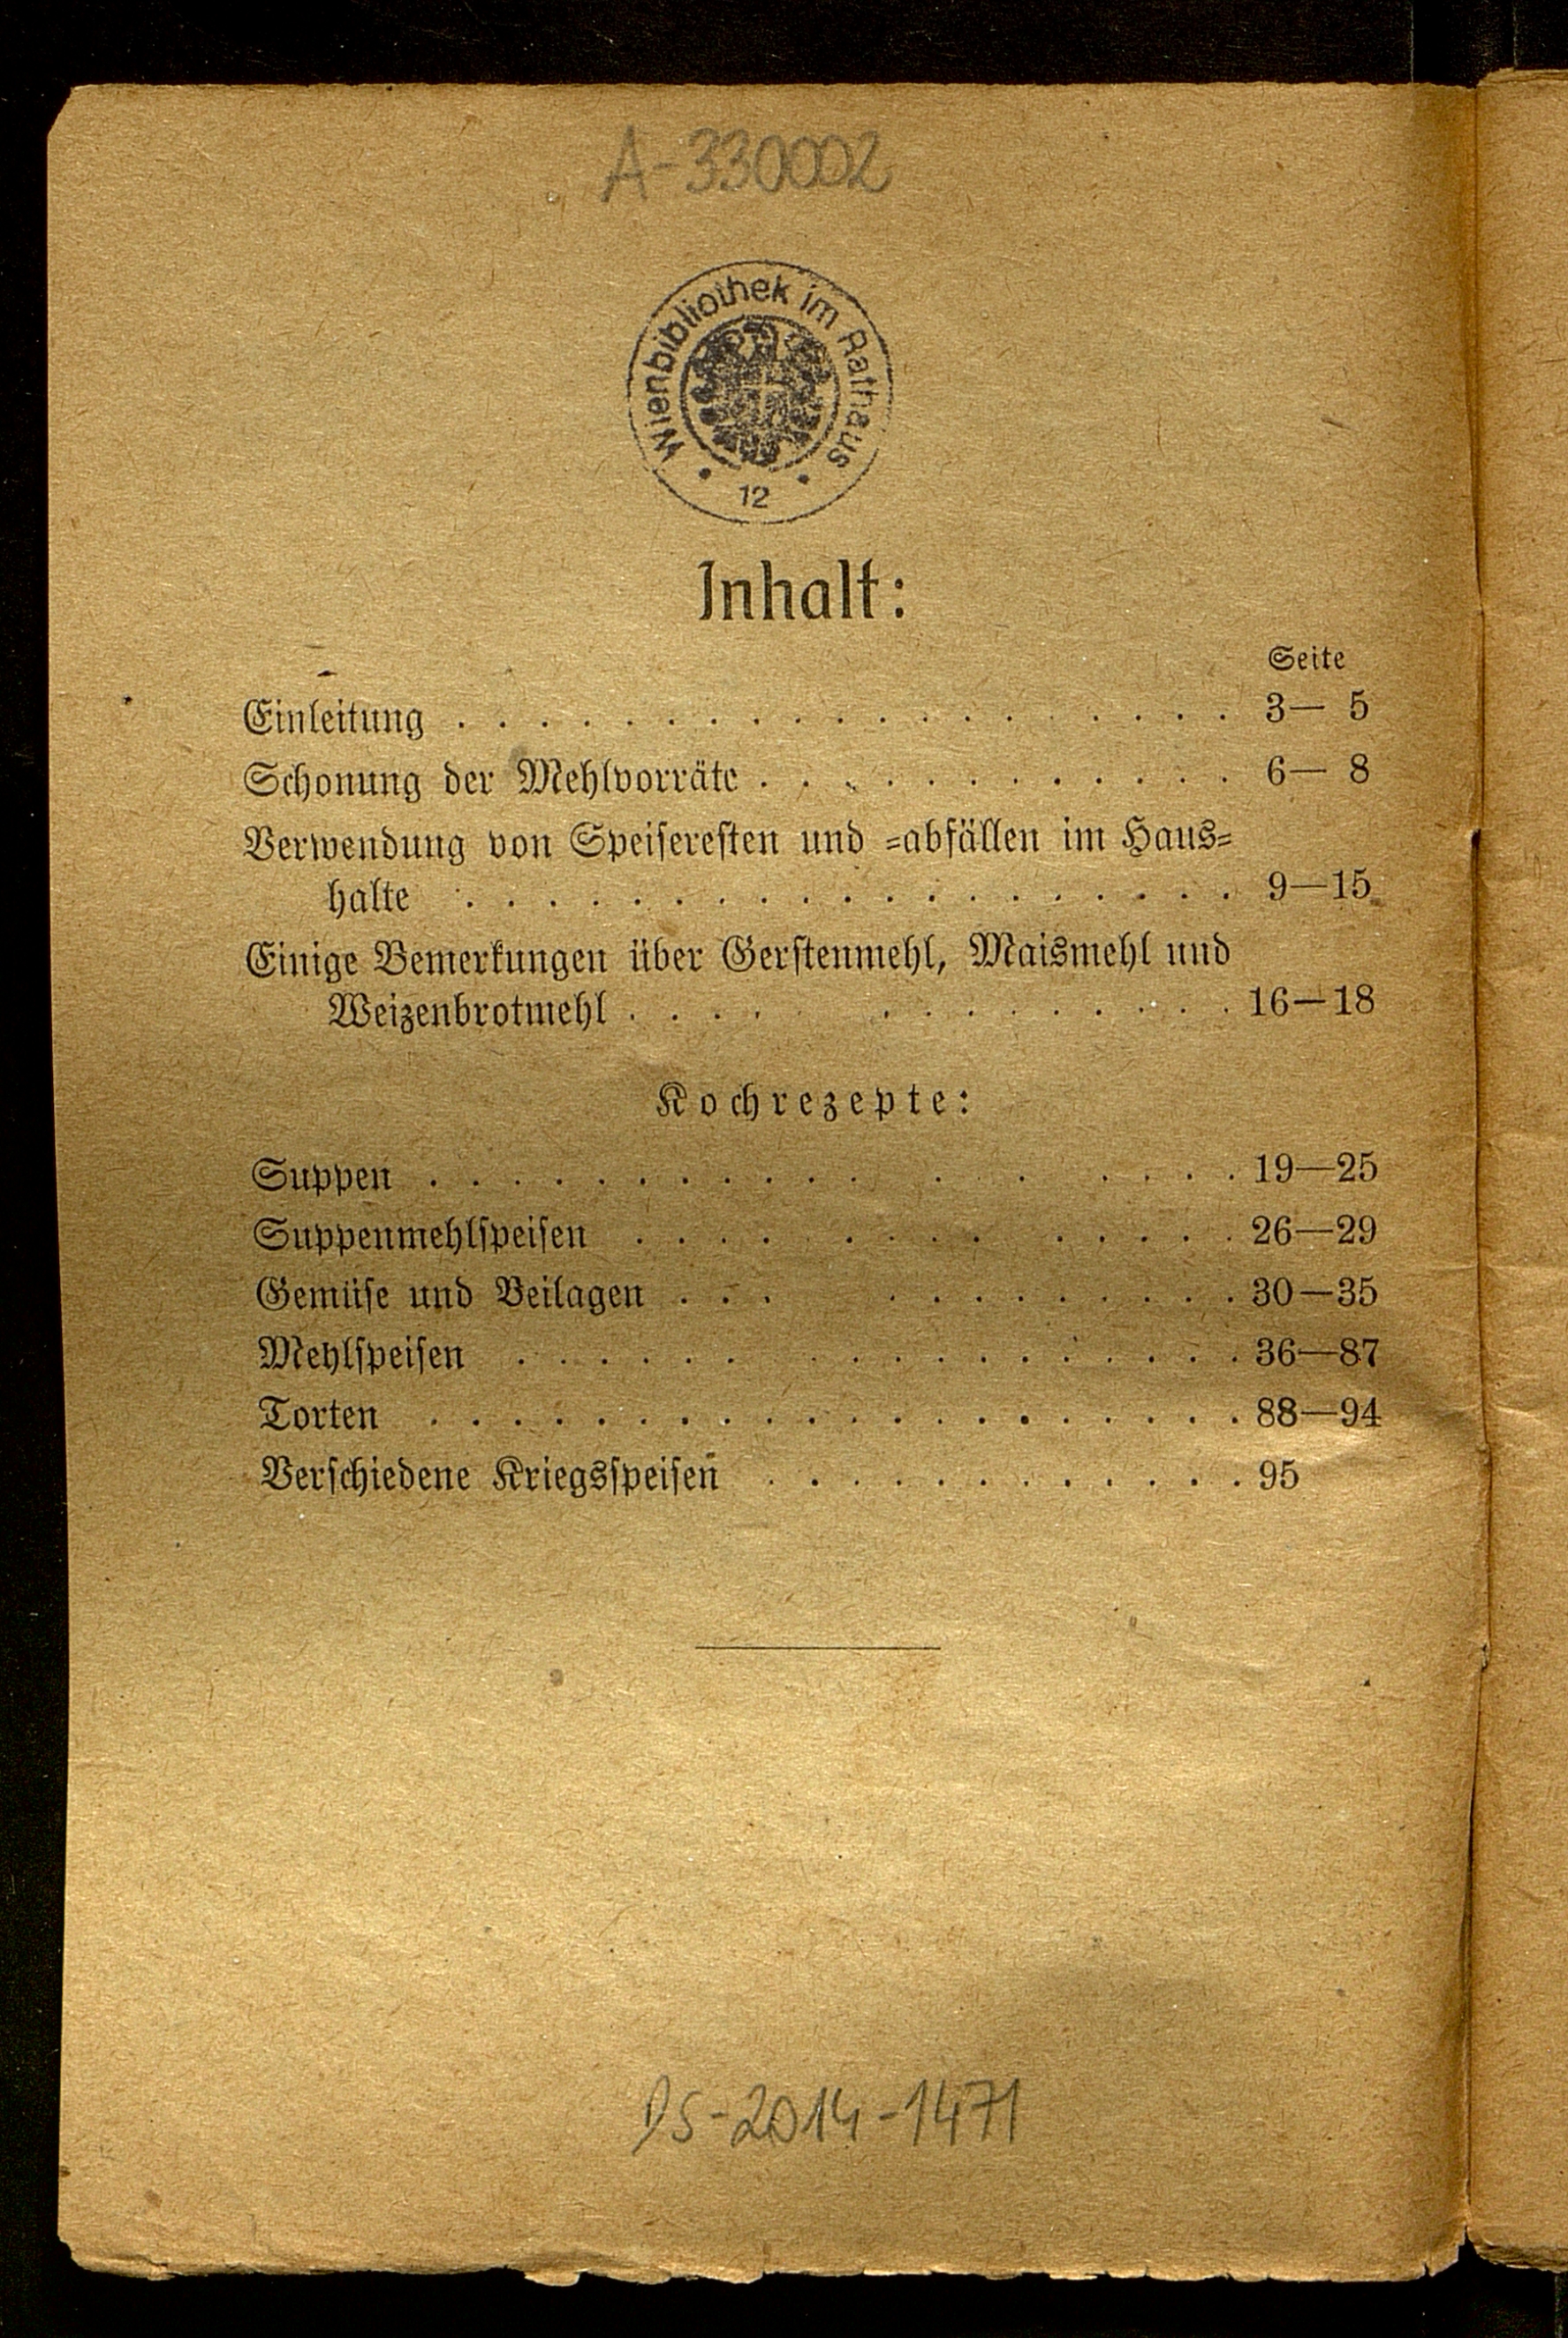 A-330002
Wienbibliothek im Rathaus
12
Inhalt:
Seite
Einleitung . . . . . . . . . . . . . . . . . . . 3— 5
Schonung der Mehlvorräte . . . . . . . . . . . . 6— 8
Verwendung von Speiseresten und =abfällen im Haus=
halte . . . . . . . . . . . . . . . . . . . 9—15
Einige Bemerkungen über Gerstenmehl, Maismehl und
Weizenbrotmehl . . . . . . . . . . . . . 16—18
Kochrezepte:
Suppen . . . . . . . . . . . . . . . . . 19—25
Suppenmehlspeisen . . . . . . . . . . . . . 26—29
Gemüse und Beilagen . . . . . . . . . . . . 30—35
Mehlspeisen . . . . . . . . . . . . . . . . . 36—87
Torten . . . . . . . . . . . . . . . . . . . . 88—94
Verschiedene Kriegsspeisen . . . . . . . . . . . . 95
DS-2014-1471